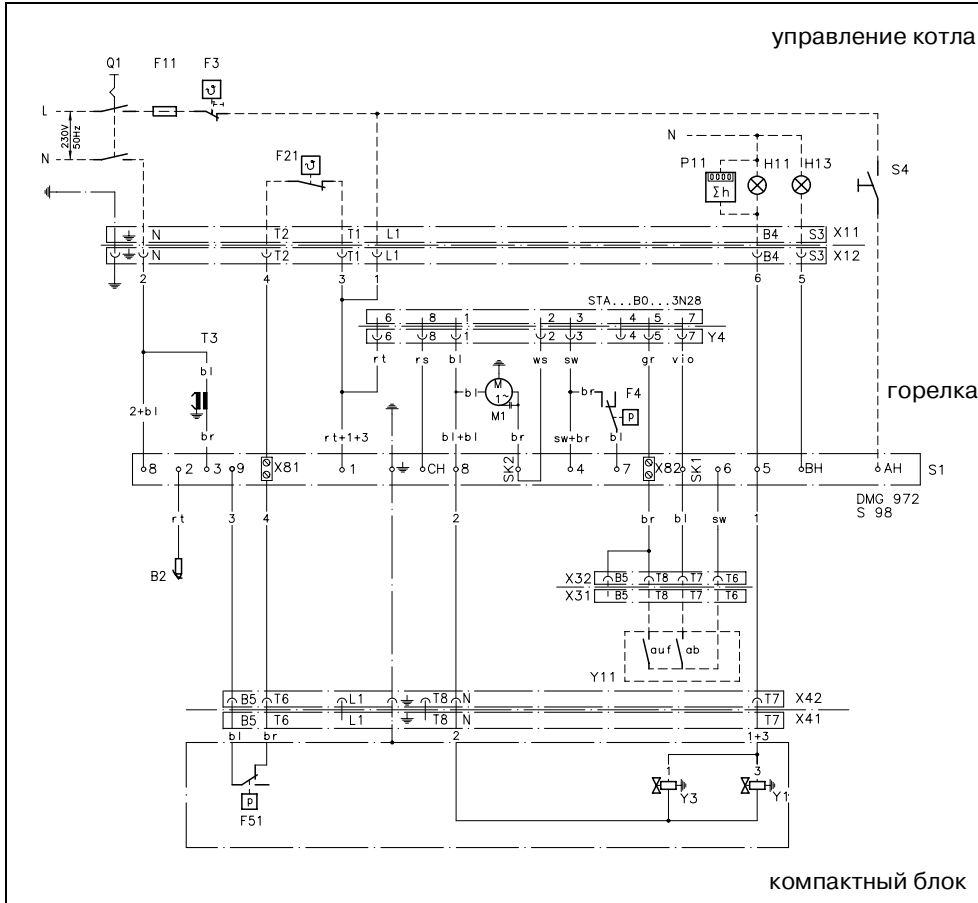 управление котла
Q1 F11 F3
L
230V
50Hz
N
F21
N
P11 H11 H13
0000
Σh
S4
N T2 T1 L1 B4 S3 X11
N T2 T1 L1 B4 S3 X12
2 4 3 1 6 5
STA...B0...3N28
6 8 1 2 3 4 5 7
6 8 1 2 3 4 5 7 Y4
T3
rt rs bl ws sw gr vio
bl
bl M 1~ br F4
M1 p
горелка
2+bl br rt+1+3 bl+bl br sw+br bl
8 2 3 9 X81 1 CH 8 SK2 4 7 X82 SK1 6 5 BH AH S1
DMG 972
S 98
rt 3 4 2 br bl sw 1
B2
X32 B5 T8 T7 T6
X31 B5 T8 T7 T6
auf ab
Y11
B5 T6 L1 T8 N T7 X42
B5 T6 L1 T8 N T7 X41
bl br 2 1+3
1 3
p Y3 Y1
F51
компактный блок